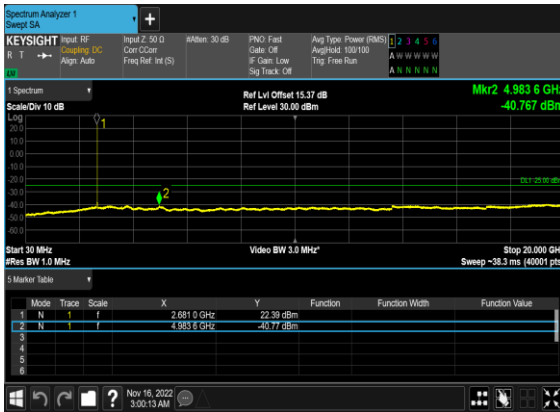 Spectrum Analyzer 1
Swept SA
+
KEYSIGHT
R T
Input: RF
Coupling: DC
Align: Auto
Input Z: 50 Ω
Corr CCorr
Freq Ref: Int (S)
#Atten: 30 dB
PNO: Fast
Gate: Off
IF Gain: Low
Sig Track: Off
Avg Type: Power (RMS)
Avg|Hold: 100/100
Trig: Free Run
1 2 3 4 5 6
A W W W W W
A N N N N N
1 Spectrum
Scale/Div 10 dB
Ref Lvl Offset 15.37 dB
Ref Level 30.00 dBm
Mkr2 4.983 6 GHz
-40.767 dBm
Log
20.0
10.0
0.00
-10.0
-20.0
-30.0
-40.0
-50.0
-60.0
1
2
DL1 -25.00 dBm
Start 30 MHz
#Res BW 1.0 MHz
Video BW 3.0 MHz*
Stop 20.000 GHz
Sweep ~38.3 ms (40001 pts)
5 Marker Table
Mode Trace Scale X Y Function Function Width Function Value
1 N 1 f 2.681 0 GHz 22.39 dBm
2 N 1 f 4.983 6 GHz -40.77 dBm
3
4
5
6
?
Nov 16, 2022
3:00:13 AM